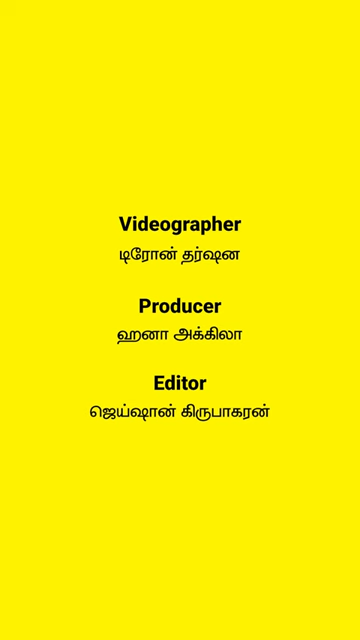 Videographer
டிரோன் தர்ஷன
Producer
ஹனா அக்கிலா
Editor
ஜெய்ஷான் கிருபாகரன்